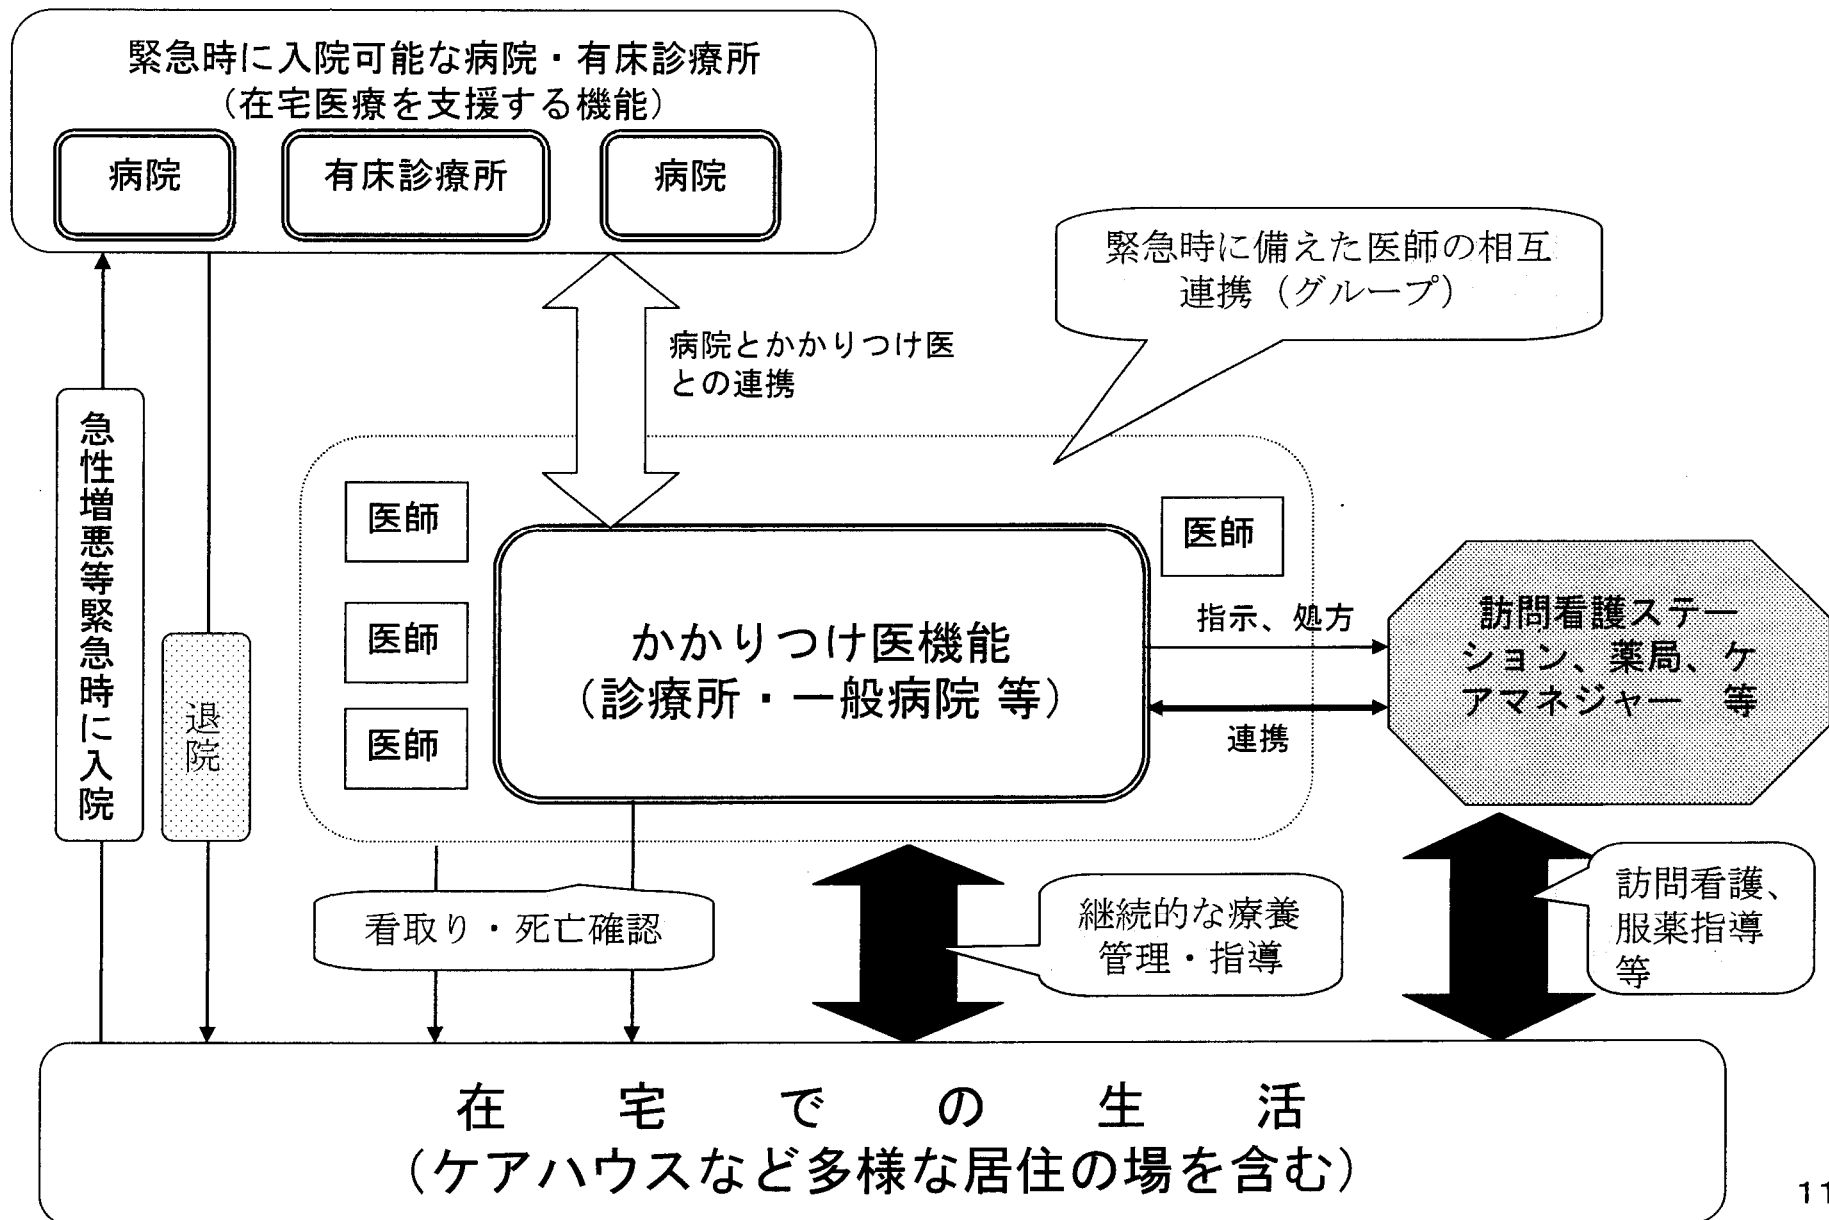 緊急時に入院可能な病院・有床診療所
（在宅医療を支援する機能）
病院
有床診療所
病院
緊急時に備えた医師の相互
連携（グループ）
病院とかかりつけ医
との連携
急性増悪等緊急時に入院
退院
医師
医師
医師
医師
かかりつけ医機能
（診療所・一般病院 等）
指示、処方
連携
訪問看護ステー
ション、薬局、ケ
アマネジャー 等
看取り・死亡確認
継続的な療養
管理・指導
訪問看護、
服薬指導
等
在宅での生活
（ケアハウスなど多様な居住の場を含む）
11